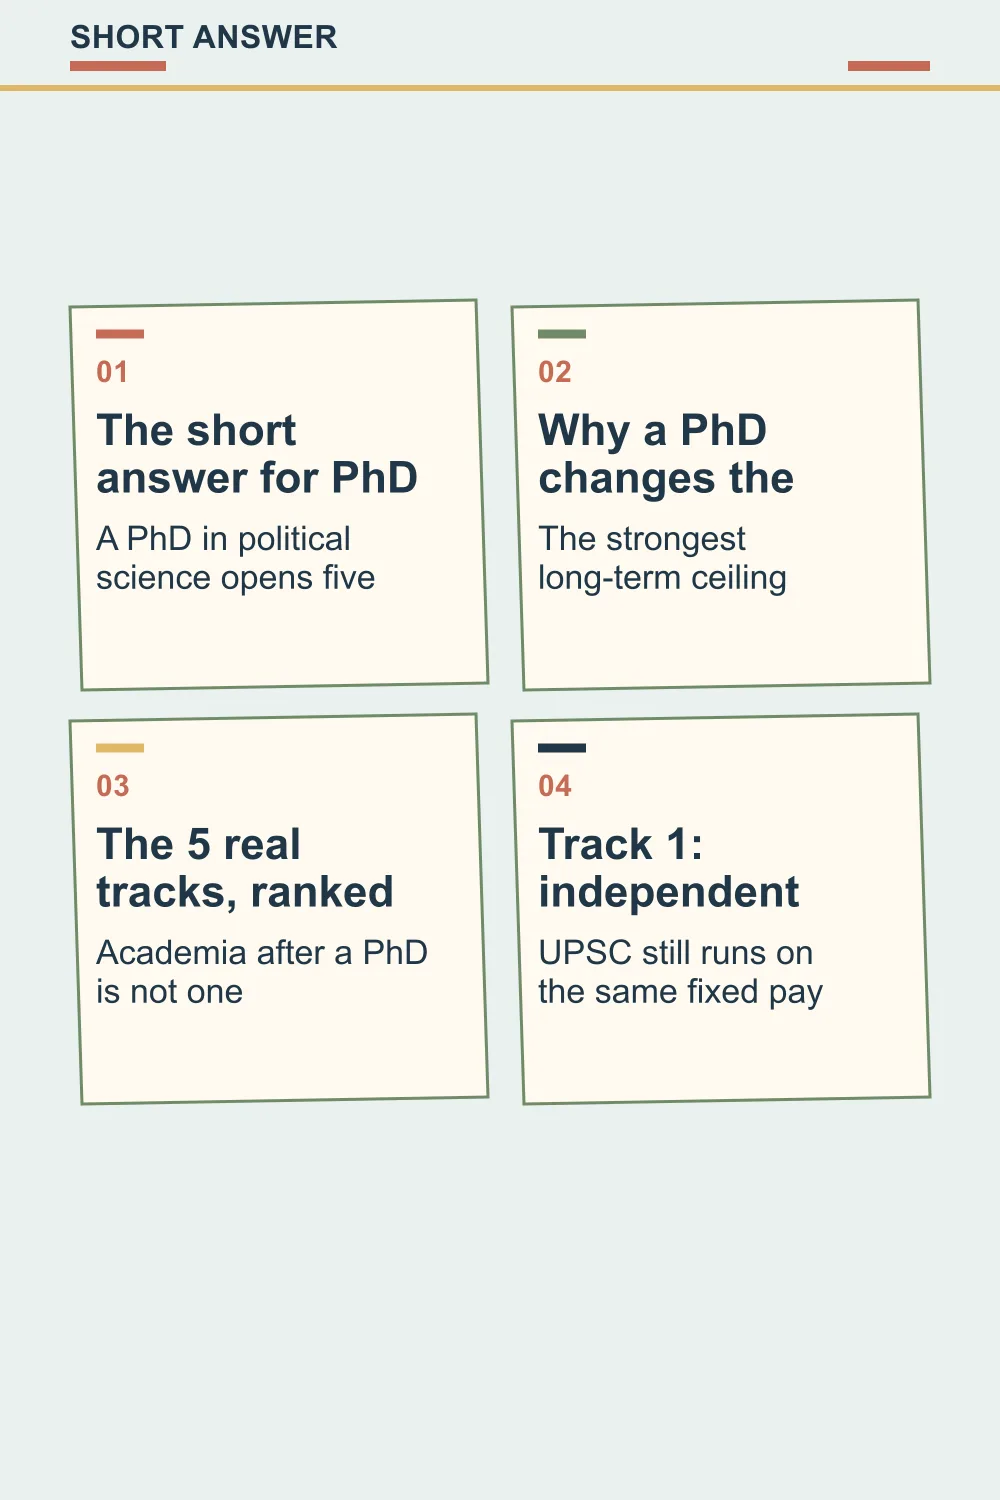 SHORT ANSWER
01
The short
answer for PhD
A PhD in political
science opens five
02
Why a PhD
changes the
The strongest
long-term ceiling
03
The 5 real
tracks, ranked
Academia after a PhD
is not one
04
Track 1:
independent
UPSC still runs on
the same fixed pay